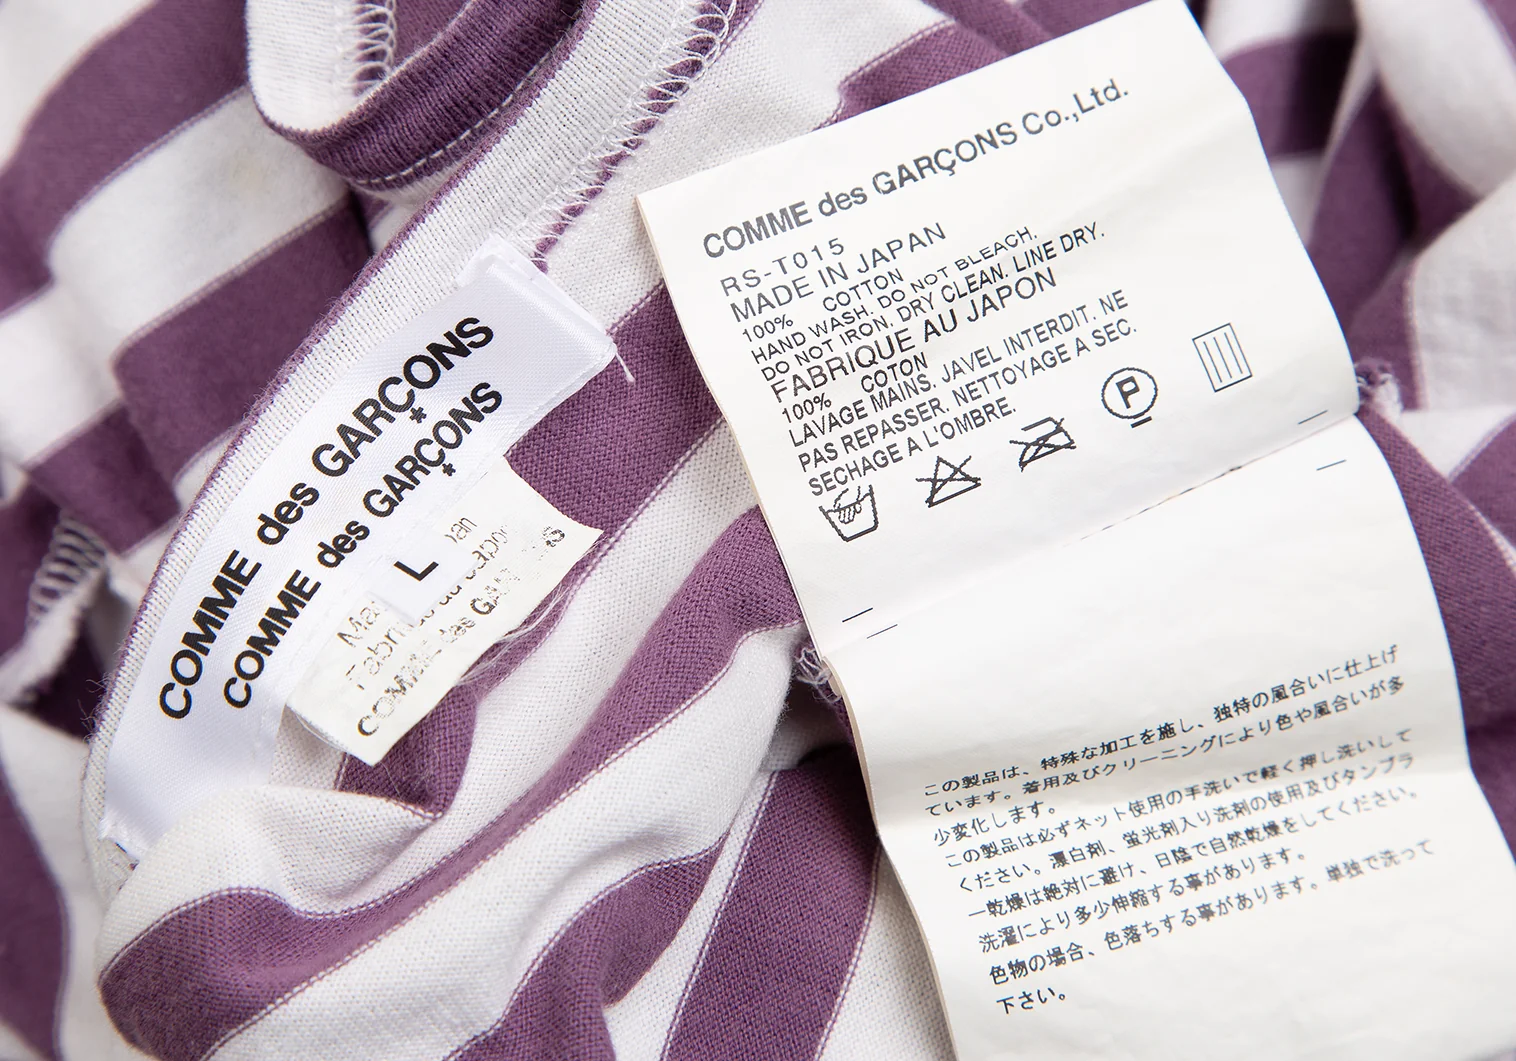 COMME des GARÇONS
COMME des GARÇONS
L
COMME des GARÇONS Co.,Ltd.
RS-T015
MADE IN JAPAN
100% COTTON
HAND WASH. DO NOT BLEACH.
DO NOT IRON. DRY CLEAN. LINE DRY.
FABRIQUE AU JAPON
100% COTON
LAVAGE MAINS. JAVEL INTERDIT. NE
PAS REPASSER. NETTOYAGE A SEC.
SECHAGE A L'OMBRE.
P
この製品は、特殊な加工を施し、独特の風合いに仕上げ
ています。着用及びクリーニングにより色や風合いが多
少変化します。
この製品は必ずネット使用の手洗いで軽く押し洗いして
ください。漂白剤、蛍光剤入り洗剤の使用及びタンブラ
ー乾燥は絶対に避け、日陰で自然乾燥をしてください。
洗濯により多少伸縮する事があります。
色物の場合、色落ちする事があります。単独で洗って
下さい。